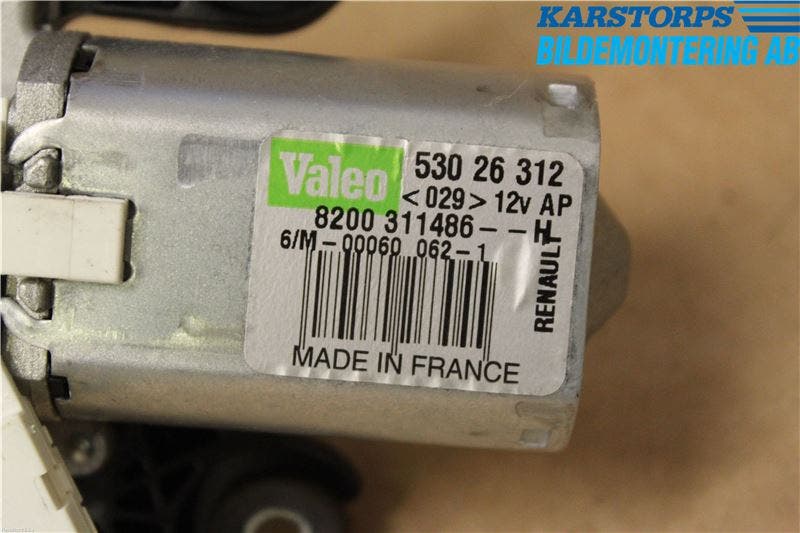 KARSTORPS
BILDEMONTERING AB
Valeo
530 26 312
<029> 12v AP
8200 311486--H
6/M-00060 062-1
RENAULT
MADE IN FRANCE